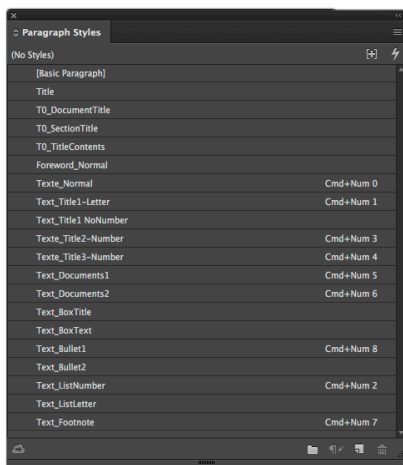 Paragraph Styles
(No Styles)
[Basic Paragraph]
Title
T0_DocumentTitle
T0_SectionTitle
T0_TitleContents
Foreword_Normal
Texte_Normal Cmd+Num 0
Text_Title1-Letter Cmd+Num 1
Text_Title1 NoNumber
Texte_Title2-Number Cmd+Num 3
Texte_Title3-Number Cmd+Num 4
Text_Documents1 Cmd+Num 5
Text_Documents2 Cmd+Num 6
Text_BoxTitle
Text_BoxText
Text_Bullet1 Cmd+Num 8
Text_Bullet2
Text_ListNumber Cmd+Num 2
Text_ListLetter
Text_Footnote Cmd+Num 7